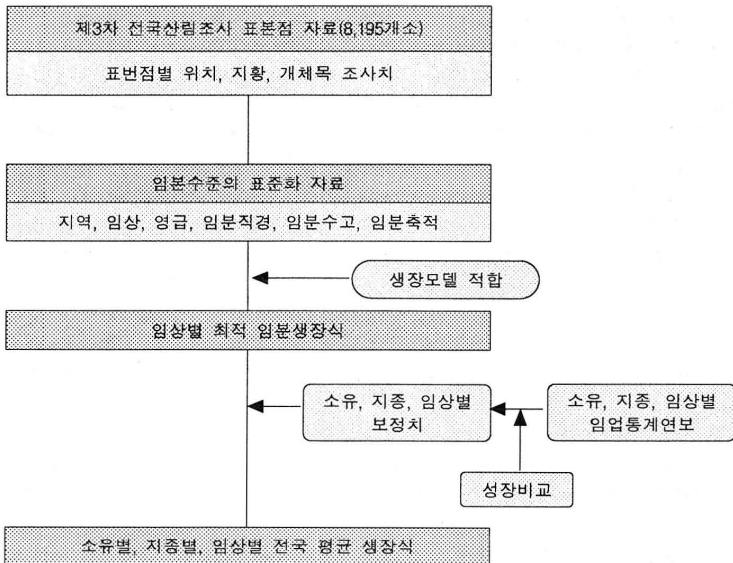 제3차 전국산림조사 표본점 자료(8,195개소)
표번점별 위치, 지황, 개체목 조사치
임본수준의 표준화 자료
지역, 임상, 영급, 임분직경, 임분수고, 임분축적
생장모델 적합
임상별 최적 임분생장식
소유, 지종, 임상별
보정치
소유, 지종, 임상별
임업통계연보
성장비교
소유별, 지종별, 임상별 전국 평균 생장식